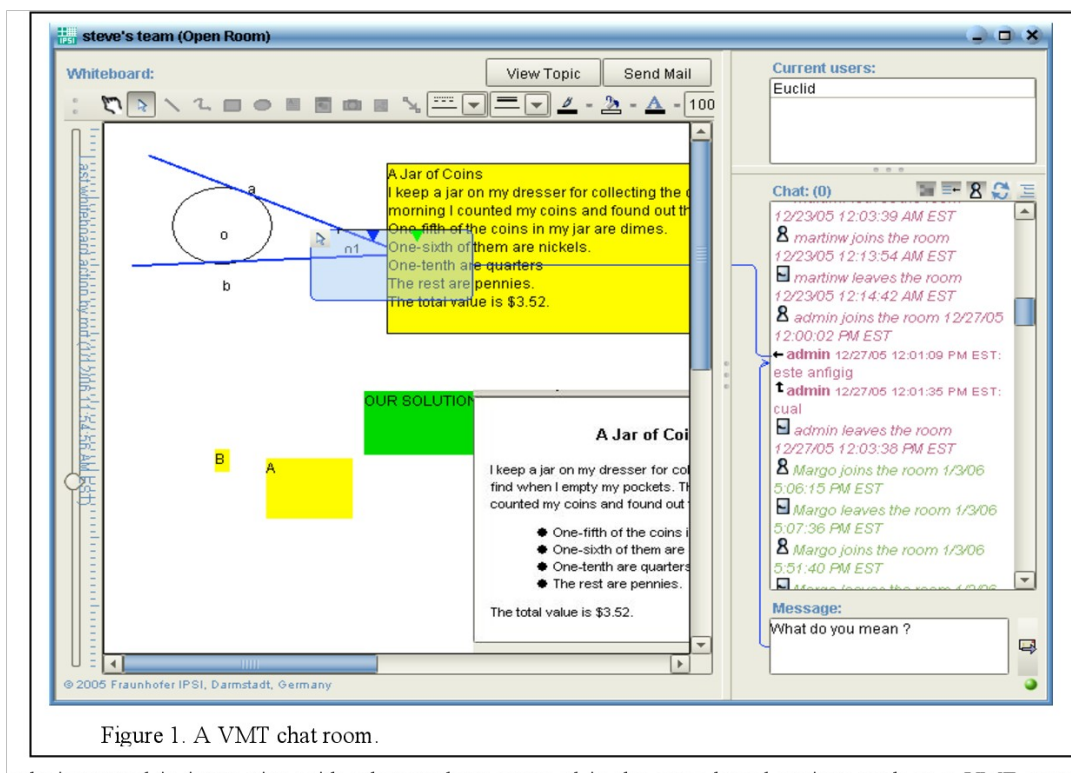 steve's team (Open Room)
Whiteboard:
View Topic
Send Mail
100
last whiteboard action by
a
o
b
o1
A Jar of Coins
I keep a jar on my dresser for collecting the
morning I counted my coins and found out th
One-fifth of the coins in my jar are dimes.
One-sixth of them are nickels.
One-tenth are quarters
The rest are pennies.
The total value is $3.52.
OUR SOLUTION
B
A
A Jar of Coi
I keep a jar on my dresser for col
find when I empty my pockets. Th
counted my coins and found out
One-fifth of the coins i
One-sixth of them are
One-tenth are quarters
The rest are pennies.
The total value is $3.52.
© 2005 Fraunhofer IPSI, Darmstadt, Germany
Current users:
Euclid
Chat: (0)
12/23/05 12:03:39 AM EST
martinw joins the room
12/23/05 12:13:54 AM EST
martinw leaves the room
12/23/05 12:14:42 AM EST
admin joins the room 12/27/05
12:00:02 PM EST
admin 12/27/05 12:01:09 PM EST:
este anfigig
admin 12/27/05 12:01:35 PM EST:
cual
admin leaves the room
12/27/05 12:03:38 PM EST
Margo joins the room 1/3/06
5:06:15 PM EST
Margo leaves the room 1/3/06
5:07:36 PM EST
Margo joins the room 1/3/06
5:51:40 PM EST
Margo leaves the room 1/3/06
Message:
What do you mean ?
Figure 1. A VMT chat room.